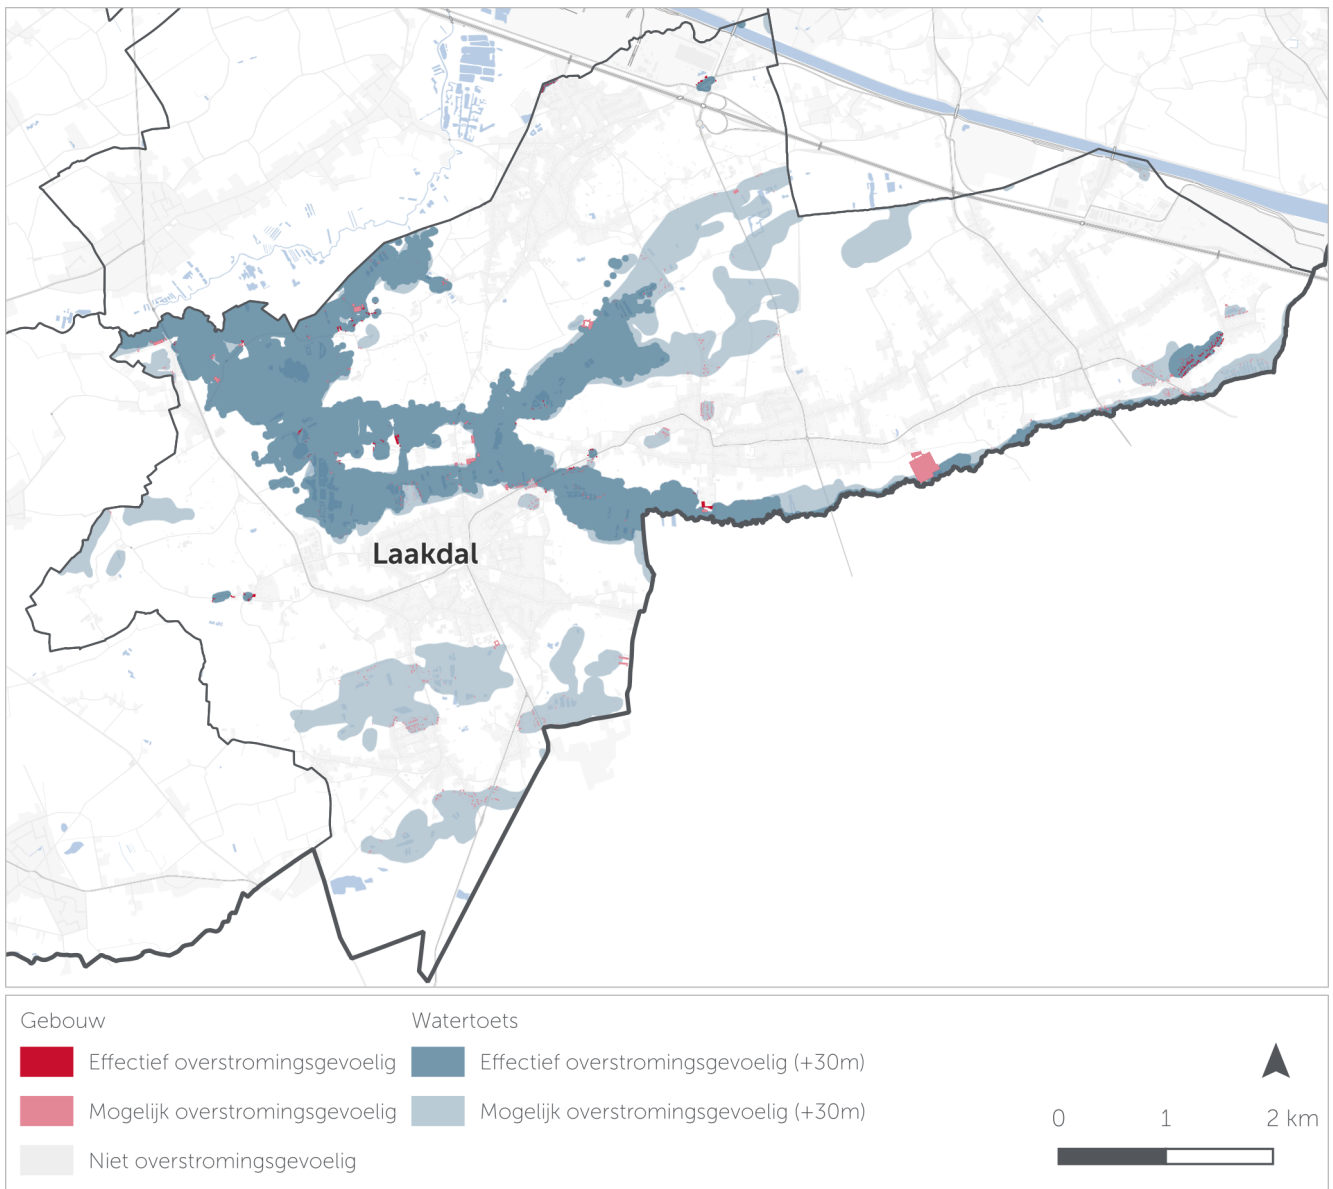 Laakdal
Gebouw
Watertoets
Effectief overstromingsgevoelig
Effectief overstromingsgevoelig (+30m)
Mogelijk overstromingsgevoelig
Mogelijk overstromingsgevoelig (+30m)
Niet overstromingsgevoelig
0 1 2 km